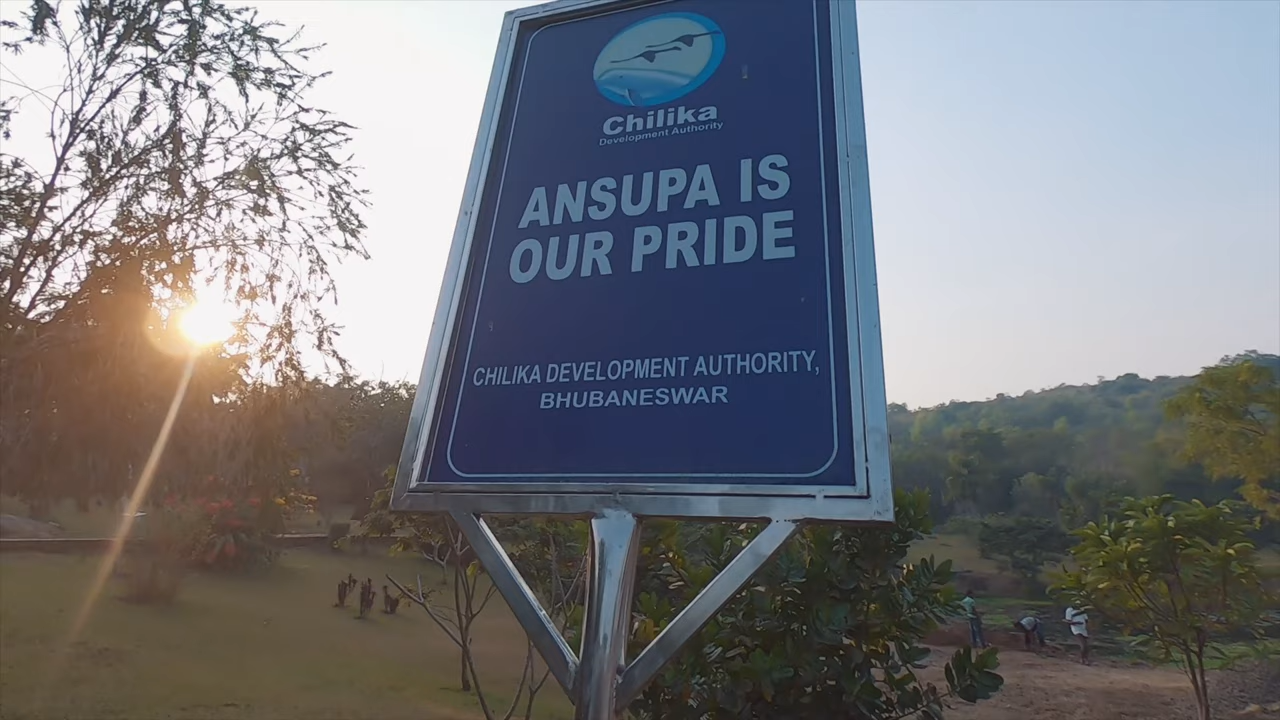 Chilika
Development Authority
ANSUPA IS
OUR PRIDE
CHILIKA DEVELOPMENT AUTHORITY,
BHUBANESWAR